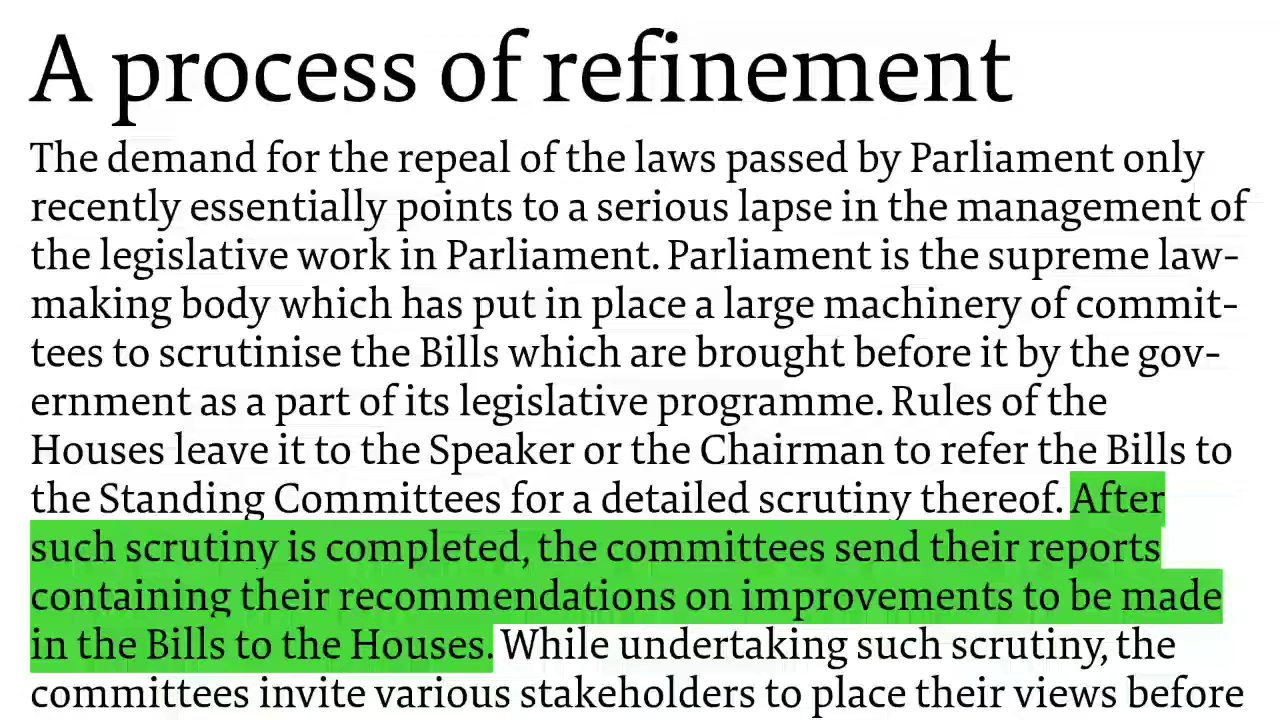 A process of refinement
The demand for the repeal of the laws passed by Parliament only
recently essentially points to a serious lapse in the management of
the legislative work in Parliament. Parliament is the supreme law-
making body which has put in place a large machinery of commit-
tees to scrutinise the Bills which are brought before it by the gov-
ernment as a part of its legislative programme. Rules of the
Houses leave it to the Speaker or the Chairman to refer the Bills to
the Standing Committees for a detailed scrutiny thereof. After
such scrutiny is completed, the committees send their reports
containing their recommendations on improvements to be made
in the Bills to the Houses. While undertaking such scrutiny, the
committees invite various stakeholders to place their views before